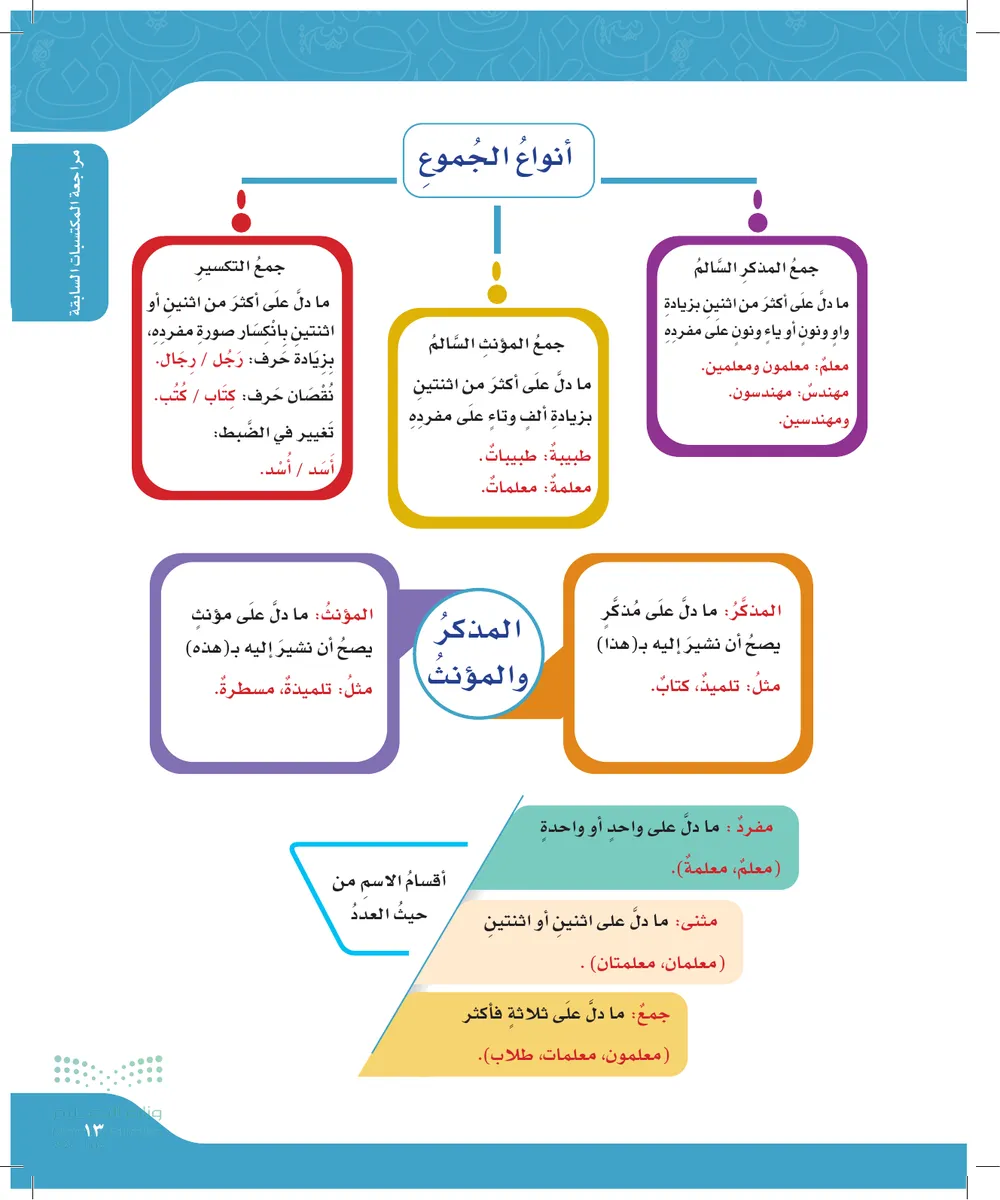 مراجعة المكتسبات السابقة
أنواعُ الجُموعِ
جمعُ المذكرِ السَّالمُ
ما دلَّ علَى أكثرَ من اثنينِ بزيادةِ
واوٍ ونونٍ أو ياءٍ ونونٍ علَى مفردِهِ
معلمٌ: معلمون ومعلمين.
مهندسٌ: مهندسون.
ومهندسين.
جمعُ المؤنثِ السَّالمُ
ما دلَّ علَى أكثرَ من اثنتينِ
بزيادةِ ألفٍ وتاءٍ علَى مفردِهِ
طبيبةٌ: طبيباتٌ.
معلمةٌ: معلماتٌ.
جمعُ التكسيرِ
ما دلَّ علَى أكثرَ من اثنينِ أو
اثنتينِ بِانْكِسَار صورةِ مفردِهِ،
بِزِيَادة حَرف: رَجُل / رِجَال.
نُقْصَان حَرف: كِتَاب / كُتُب.
تَغيير في الضَّبط:
أَسَد / أُسْد.
المذكرُ
والمؤنثُ
المذكَّرُ: ما دلَّ علَى مُذكَّرٍ
يصحُ أن نشيرَ إليه بـ(هذا)
مثلُ: تلميذٌ، كتابٌ.
المؤنثُ: ما دلَّ علَى مؤنثٍ
يصحُ أن نشيرَ إليه بـ(هذه)
مثلُ: تلميذةٌ، مسطرةٌ.
أقسامُ الاسمِ من
حيثُ العددُ
مفردٌ : ما دلَّ على واحدٍ أو واحدةٍ
(معلمٌ، معلمةٌ).
مثنى: ما دلَّ على اثنينِ أو اثنتينِ
(معلمان، معلمتان) .
جمعٌ: ما دلَّ علَى ثلاثةٍ فأكثر
(معلمون، معلمات، طلاب).
١٣